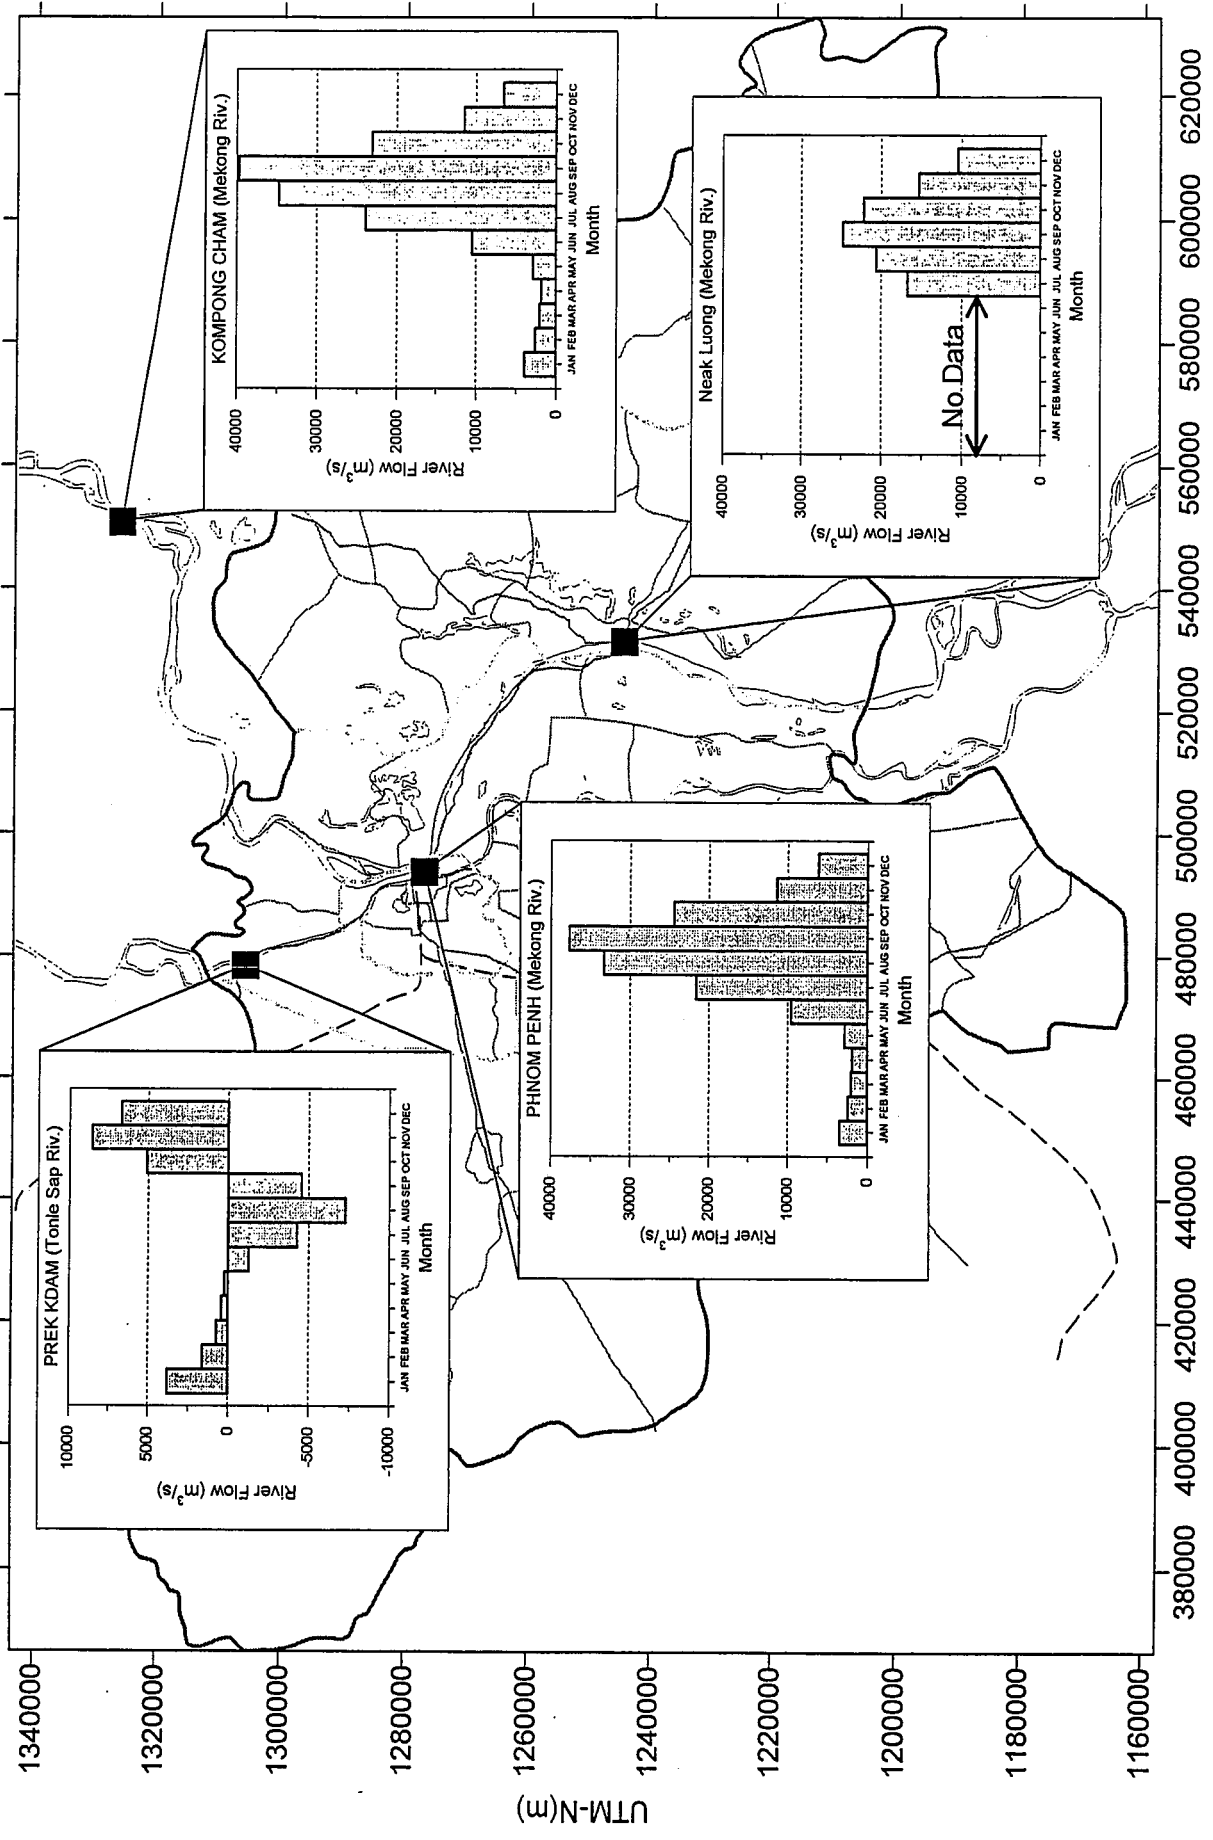 PREK KDAM (Tonle Sap Riv.)
River Flow (m³/s)
10000
5000
0
-5000
-10000
JAN FEB MAR APR MAY JUN JUL AUG SEP OCT NOV DEC
Month
KOMPONG CHAM (Mekong Riv.)
River Flow (m³/s)
40000
30000
20000
10000
0
JAN FEB MAR APR MAY JUN JUL AUG SEP OCT NOV DEC
Month
PHNOM PENH (Mekong Riv.)
River Flow (m³/s)
40000
30000
20000
10000
0
JAN FEB MAR APR MAY JUN JUL AUG SEP OCT NOV DEC
Month
Neak Luong (Mekong Riv.)
River Flow (m³/s)
40000
30000
20000
10000
0
No Data
JAN FEB MAR APR MAY JUN JUL AUG SEP OCT NOV DEC
Month
UTM-N(m)
1340000
1320000
1300000
1280000
1260000
1240000
1220000
1200000
1180000
1160000
380000 400000 420000 440000 460000 480000 500000 520000 540000 560000 580000 600000 620000